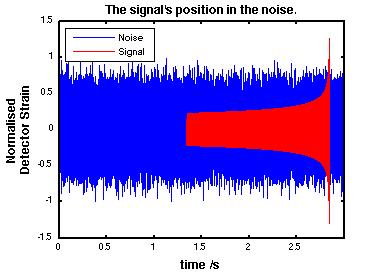 The signal's position in the noise.
Noise
Signal
Normalised
Detector Strain
1.5
1
0.5
0
-0.5
-1
-1.5
0
0.5
1
1.5
2
2.5
time /s